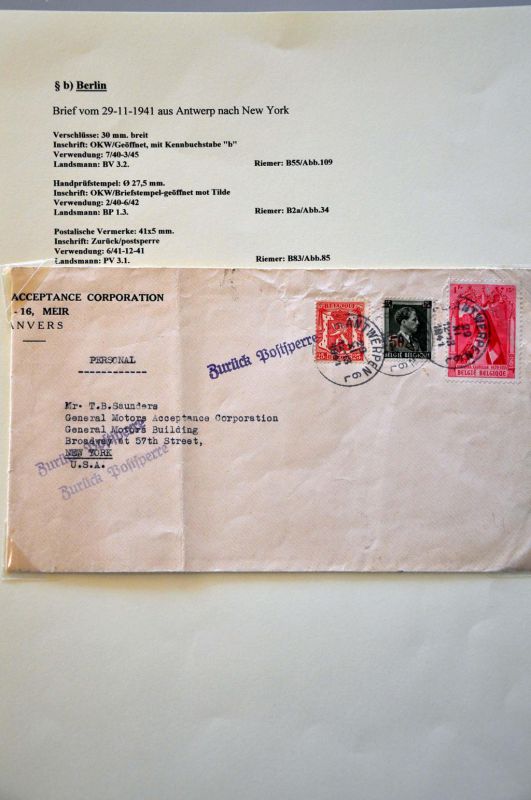 § b) Berlin
Brief vom 29-11-1941 aus Antwerp nach New York
Verschlüsse: 30 mm. breit
Inschrift: OKW/Geöffnet, mit Kennbuchstabe "b"
Verwendung: 7/40-3/45
Landsmann: BV 3.2. Riemer: B55/Abb.109
Handprüfstempel: Ø 27,5 mm.
Inschrift: OKW/Briefstempel-geöffnet mot Tilde
Verwendung: 2/40-6/42
Landsmann: BP 1.3. Riemer: B2a/Abb.34
Postalische Vermerke: 41x5 mm.
Inschrift: Zurück/postsperre
Verwendung: 6/41-12-41
Landsmann: PV 3.1. Riemer: B83/Abb.85
ACCEPTANCE CORPORATION
- 16, MEIR
ANVERS
PERSONAL
Zurück Postsperre
ANTWERPEN
BELGIE BELGIQUE
BELGIE BELGIQUE
Mr. T.B.Saunders
General Motors Acceptance Corporation
General Motors Building
Broadway at 57th Street,
NEW YORK
U.S.A.
Zurück Postsperre
Zurück Postsperre